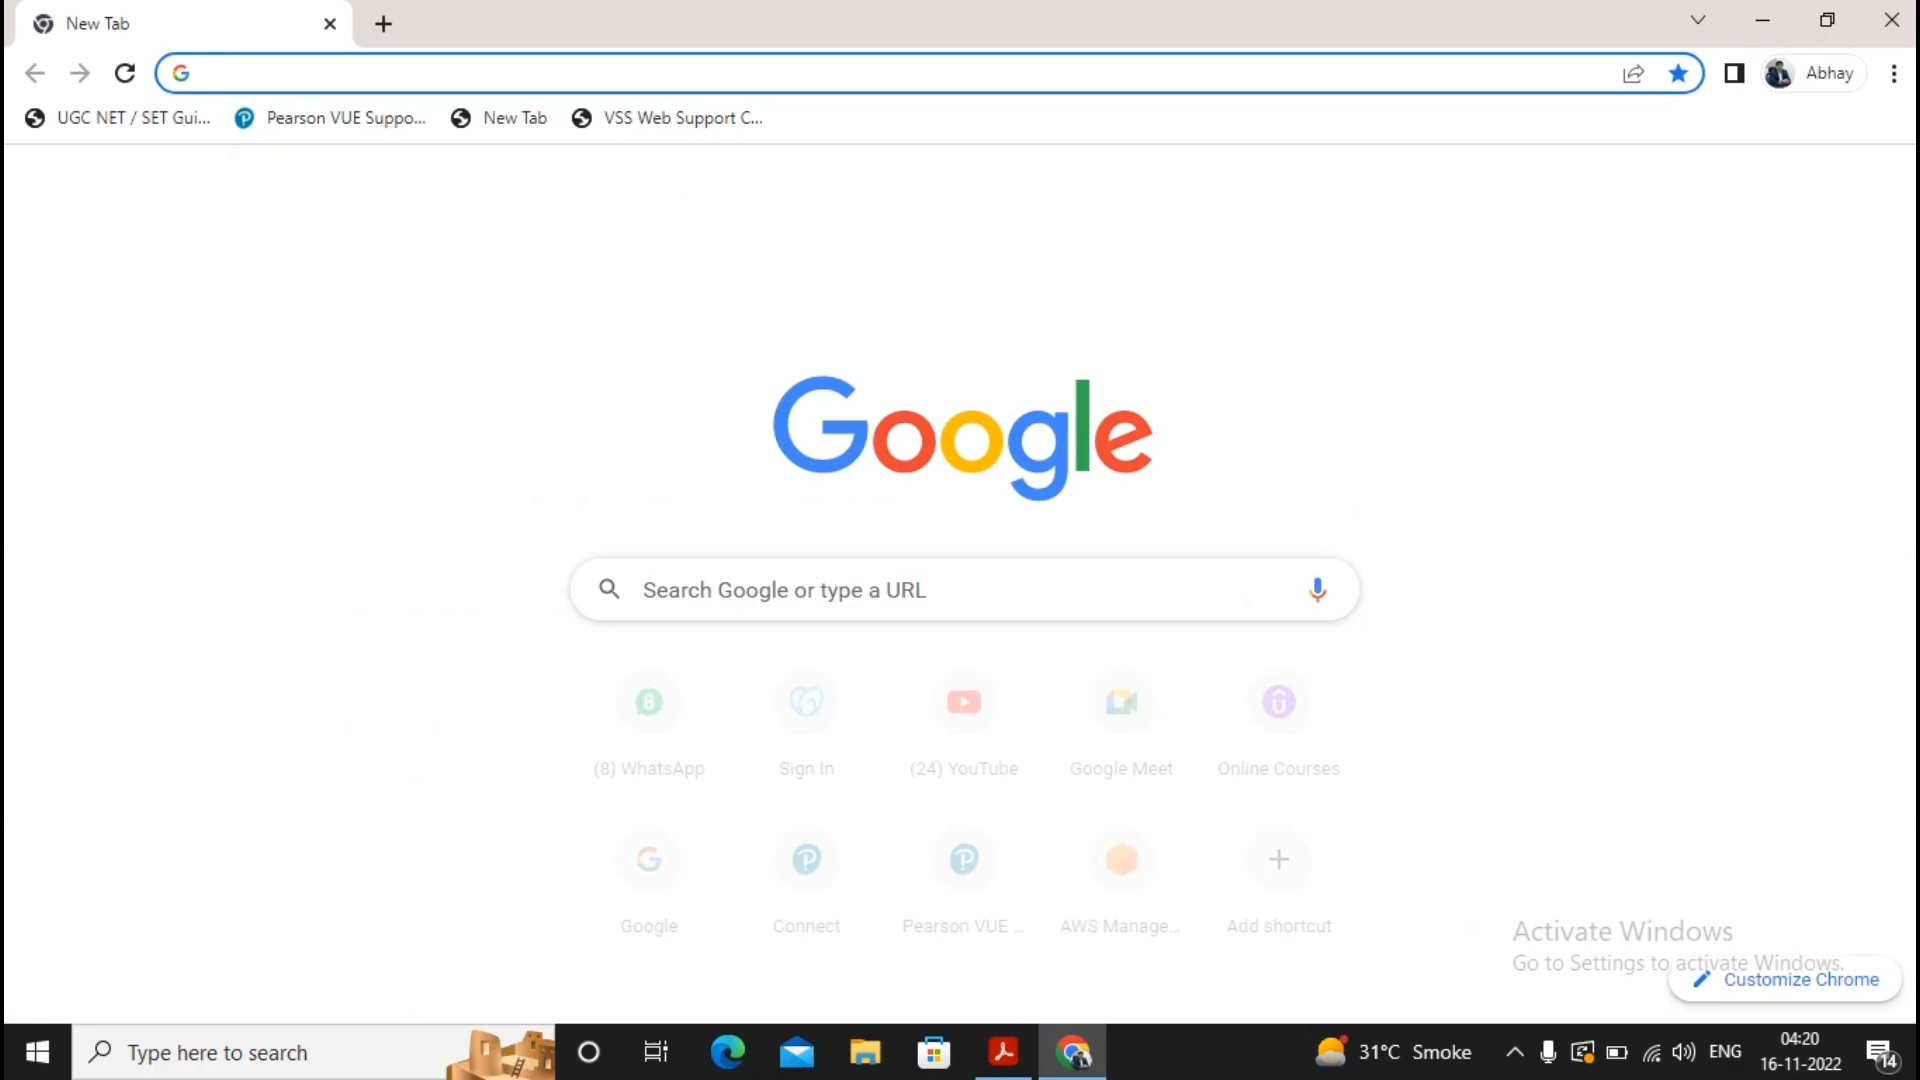 New Tab
Abhay
UGC NET / SET Gui...
Pearson VUE Suppo...
New Tab
VSS Web Support C...
Google
Search Google or type a URL
(8) WhatsApp
Sign In
(24) YouTube
Google Meet
Online Courses
Google
Connect
Pearson VUE ...
AWS Manage...
Add shortcut
Activate Windows
Go to Settings to activate Windows.
Customize Chrome
Type here to search
31°C Smoke
ENG
04:20
16-11-2022
14